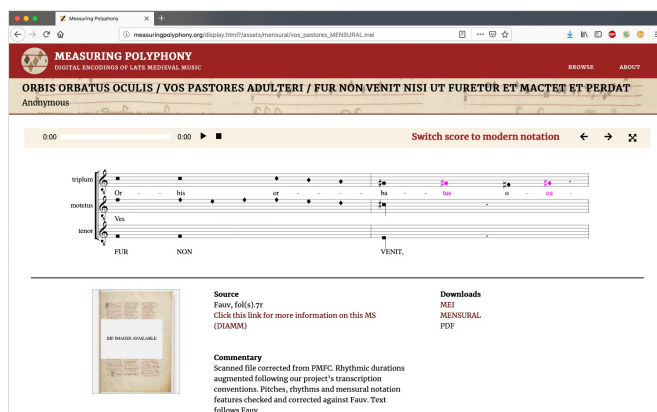 Measuring Polyphony
measuringpolyphony.org/display.html?/assets/mensural/vos_pastores_MENSURAL.mei
MEASURING POLYPHONY
DIGITAL ENCODINGS OF LATE MEDIEVAL MUSIC
BROWSE ABOUT
ORBIS ORBATUS OCULIS / VOS PASTORES ADULTERI / FUR NON VENIT NISI UT FURETUR ET MACTET ET PERDAT
Anonymous
0:00 0:00 Switch score to modern notation
triplum
Or - bis or - - - - ba - tus o - cu -
motetus
Ves
tenor
FUR NON VENIT,
IIIF IMAGES AVAILABLE
Source
Fauv, fol(s).7r
Click this link for more information on this MS
(DIAMM)
Commentary
Scanned file corrected from PMFC. Rhythmic durations
augmented following our project's transcription
conventions. Pitches, rhythms and mensural notation
features checked and corrected against Fauv. Text
follows Fauv
Downloads
MEI
MENSURAL
PDF